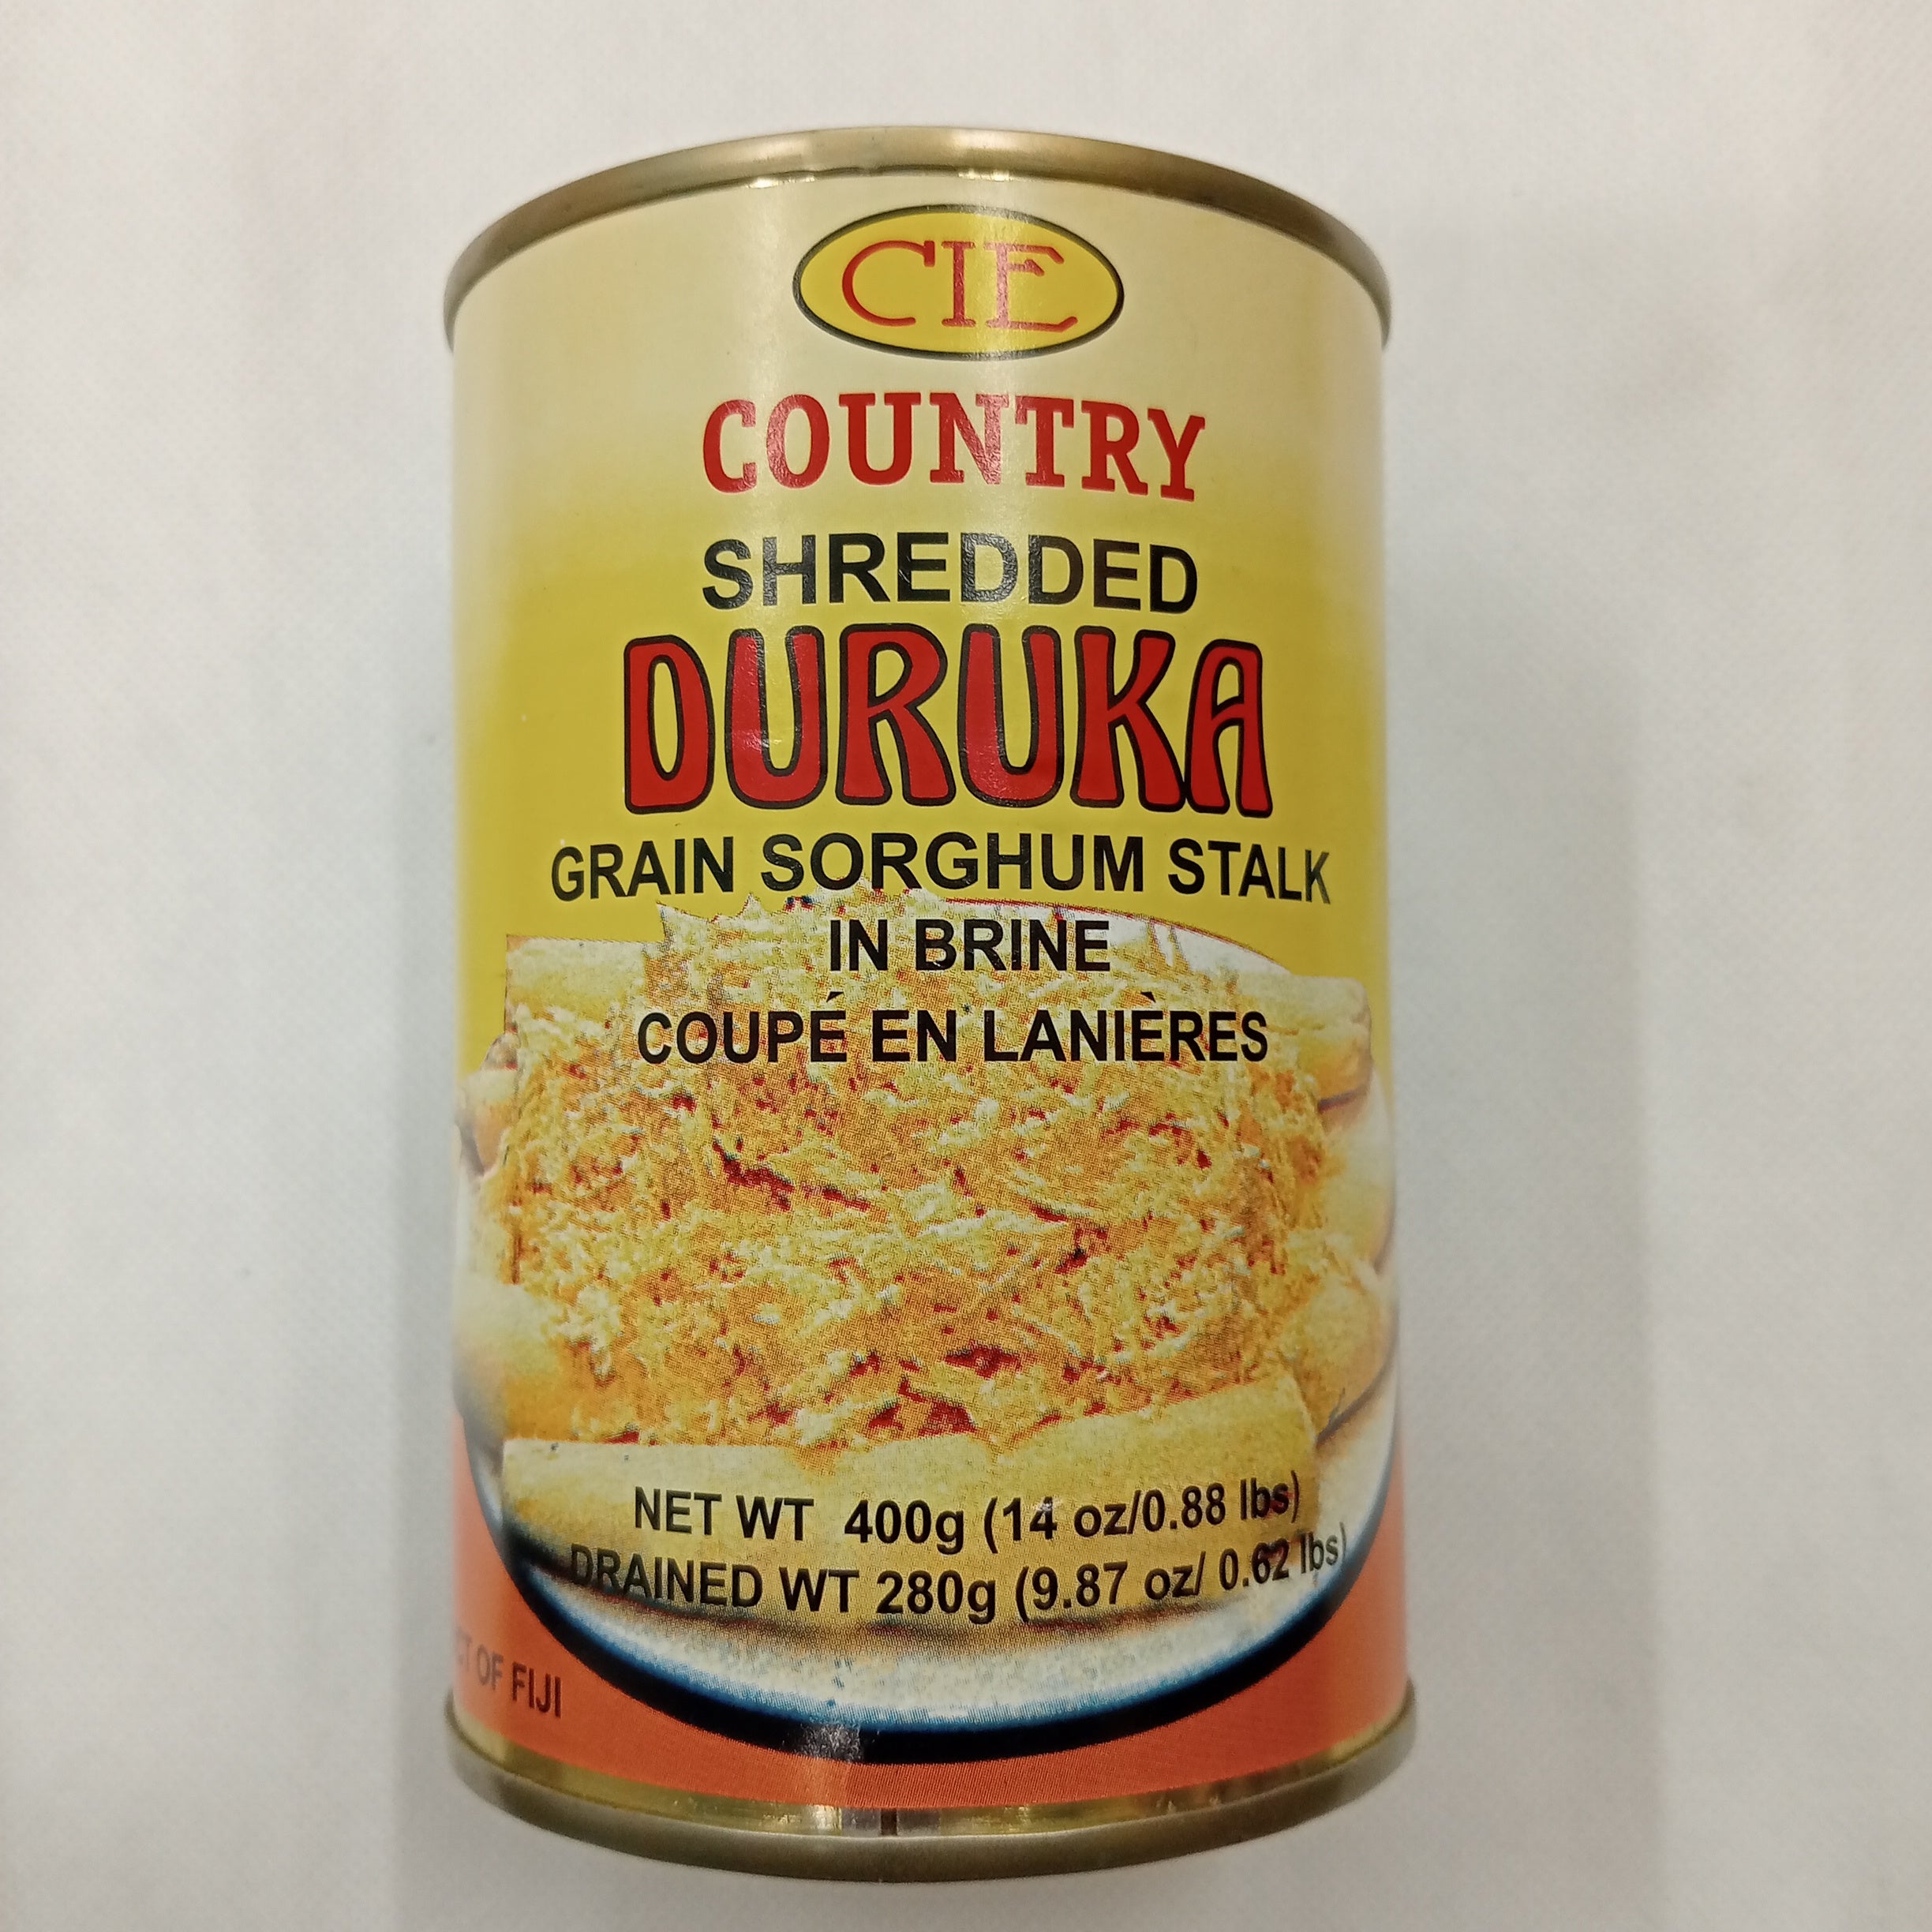 CIE
COUNTRY
SHREDDED
DURUKA
GRAIN SORGHUM STALK
IN BRINE
COUPÉ EN LANIÈRES
NET WT 400g (14 oz/0.88 lbs)
DRAINED WT 280g (9.87 oz/ 0.62 lbs)
OF FIJI